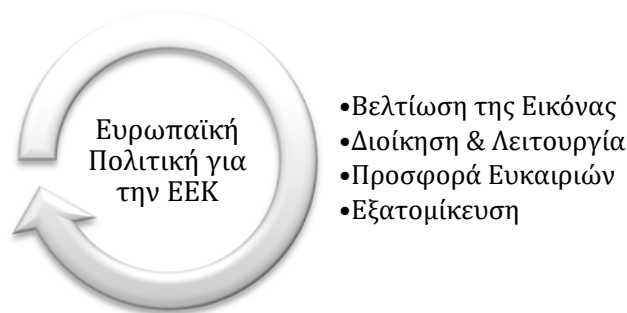 Ευρωπαϊκή
Πολιτική για
την ΕΕΚ
•Βελτίωση της Εικόνας
•Διοίκηση & Λειτουργία
•Προσφορά Ευκαιριών
•Εξατομίκευση